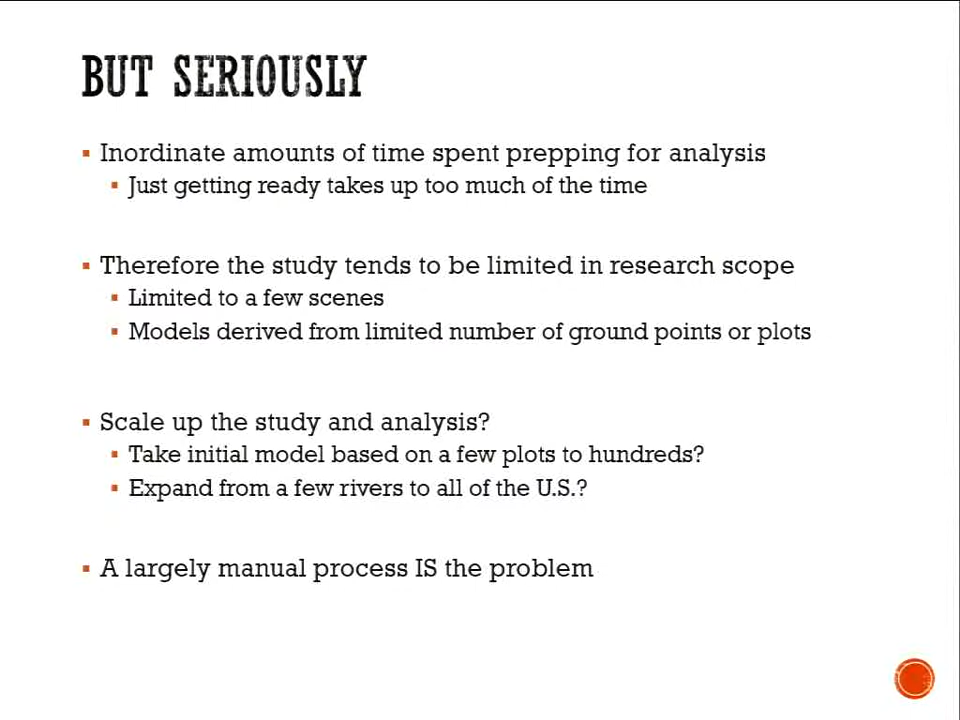 BUT SERIOUSLY
Inordinate amounts of time spent prepping for analysis
Just getting ready takes up too much of the time
Therefore the study tends to be limited in research scope
Limited to a few scenes
Models derived from limited number of ground points or plots
Scale up the study and analysis?
Take initial model based on a few plots to hundreds?
Expand from a few rivers to all of the U.S.?
A largely manual process IS the problem